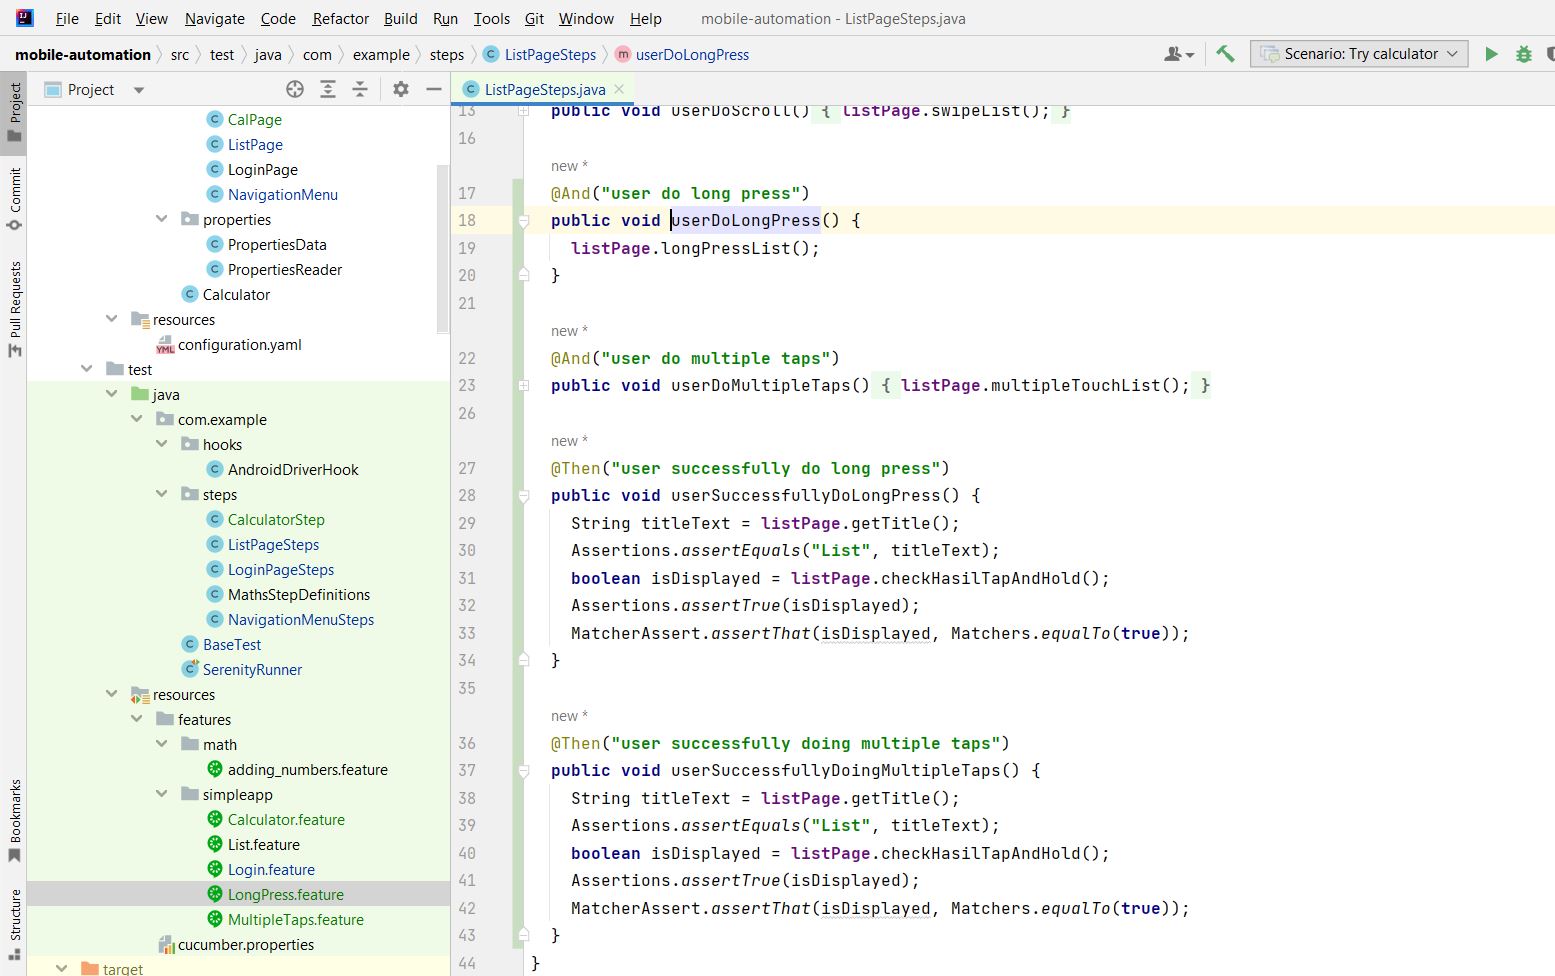 File Edit View Navigate Code Refactor Build Run Tools Git Window Help mobile-automation - ListPageSteps.java
mobile-automation src test java com example steps ListPageSteps userDoLongPress Scenario: Try calculator
Project
Commit
Pull Requests
Bookmarks
Structure
Project
CalPage
ListPage
LoginPage
NavigationMenu
properties
PropertiesData
PropertiesReader
Calculator
resources
configuration.yaml
test
java
com.example
hooks
AndroidDriverHook
steps
CalculatorStep
ListPageSteps
LoginPageSteps
MathsStepDefinitions
NavigationMenuSteps
BaseTest
SerenityRunner
resources
features
math
adding_numbers.feature
simpleapp
Calculator.feature
List.feature
Login.feature
LongPress.feature
MultipleTaps.feature
cucumber.properties
target
ListPageSteps.java
13 public void userDoScroll() { listPage.swipeList(); }
16
new *
17 @And("user do long press")
18 public void userDoLongPress() {
19 listPage.longPressList();
20 }
21
new *
22 @And("user do multiple taps")
23 public void userDoMultipleTaps() { listPage.multipleTouchList(); }
26
new *
27 @Then("user successfully do long press")
28 public void userSuccessfullyDoLongPress() {
29 String titleText = listPage.getTitle();
30 Assertions.assertEquals("List", titleText);
31 boolean isDisplayed = listPage.checkHasilTapAndHold();
32 Assertions.assertTrue(isDisplayed);
33 MatcherAssert.assertThat(isDisplayed, Matchers.equalTo(true));
34 }
35
new *
36 @Then("user successfully doing multiple taps")
37 public void userSuccessfullyDoingMultipleTaps() {
38 String titleText = listPage.getTitle();
39 Assertions.assertEquals("List", titleText);
40 boolean isDisplayed = listPage.checkHasilTapAndHold();
41 Assertions.assertTrue(isDisplayed);
42 MatcherAssert.assertThat(isDisplayed, Matchers.equalTo(true));
43 }
44 }